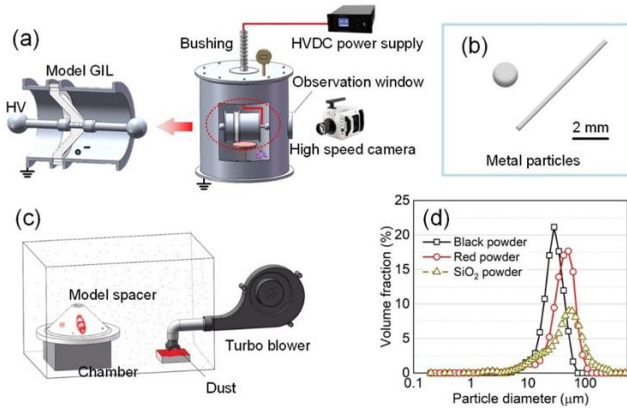 (a)
Model GIL
HV
Bushing
HVDC power supply
Observation window
High speed camera
(b)
2 mm
Metal particles
(c)
Model spacer
Chamber
Dust
Turbo blower
(d)
Volume fraction (%)
25
20
15
10
5
0
Black powder
Red powder
SiO₂ powder
0.1 1 10 100
Particle diameter (μm)